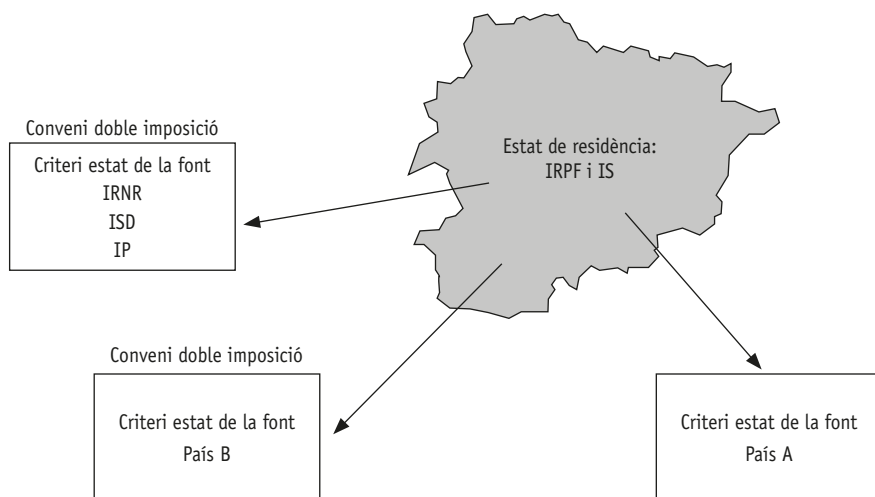 Conveni doble imposició
Criteri estat de la font
IRNR
ISD
IP
Estat de residència:
IRPF i IS
Conveni doble imposició
Criteri estat de la font
País B
Criteri estat de la font
País A